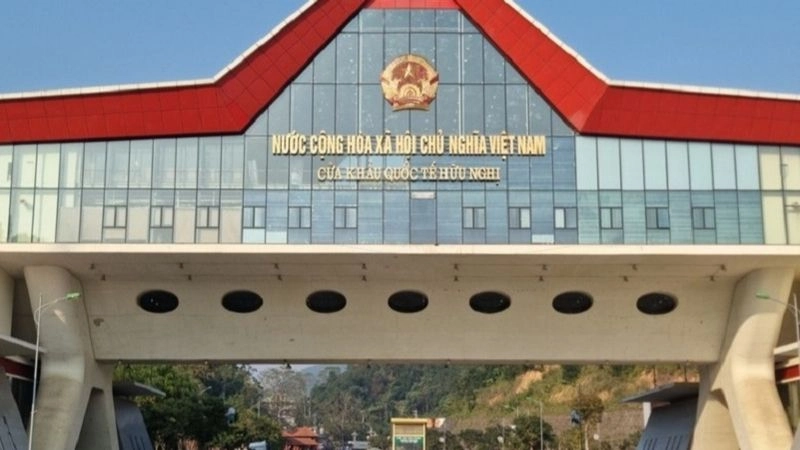 NƯỚC CỘNG HÒA XÃ HỘI CHỦ NGHĨA VIỆT NAM
CỬA KHẨU QUỐC TẾ HỮU NGHỊ